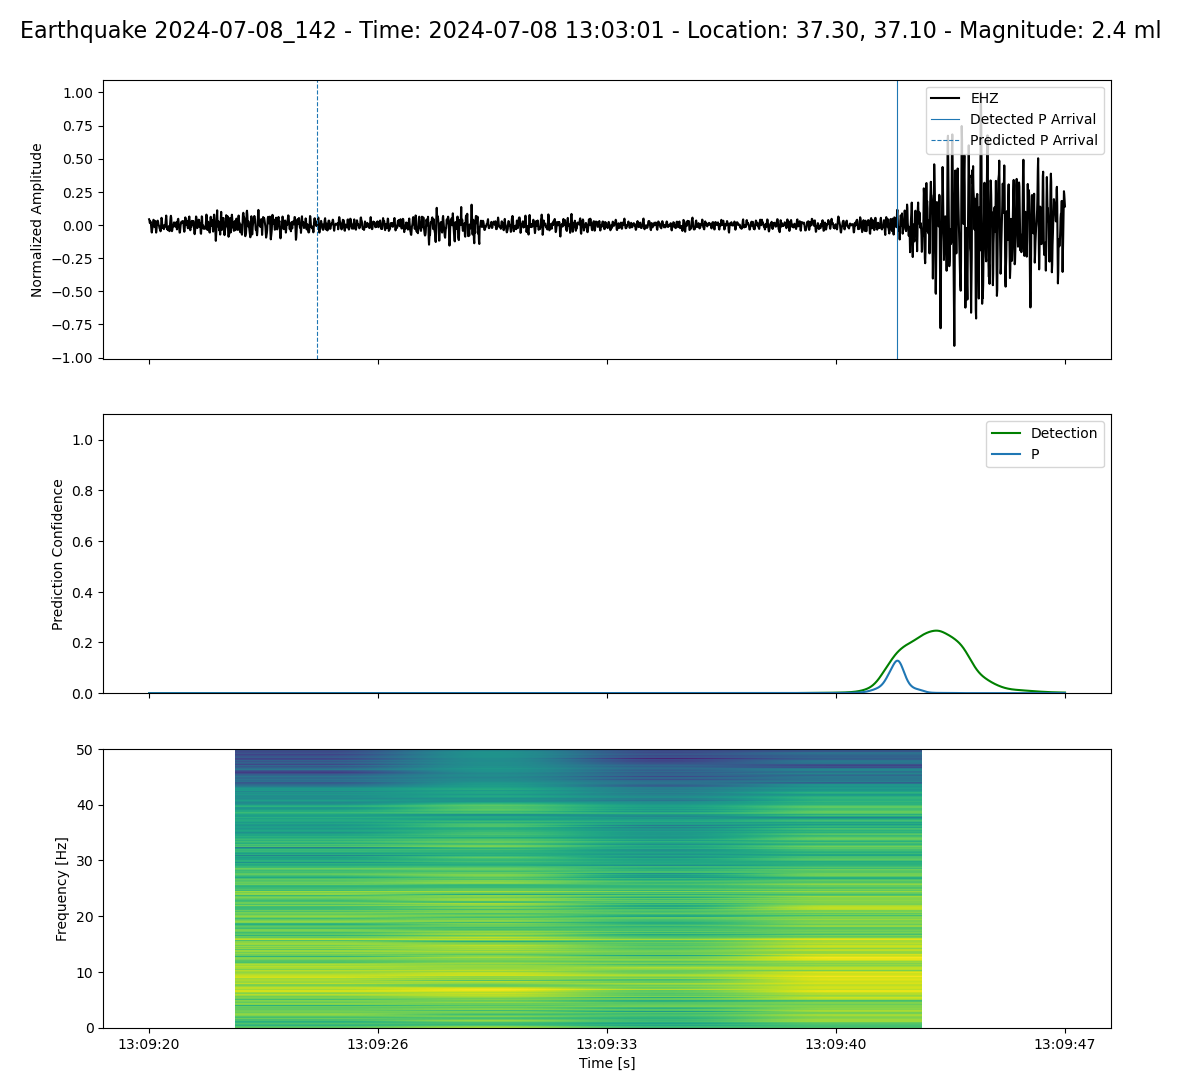 Earthquake 2024-07-08_142 - Time: 2024-07-08 13:03:01 - Location: 37.30, 37.10 - Magnitude: 2.4 ml
1.00
0.75
0.50
0.25
0.00
−0.25
−0.50
−0.75
−1.00
Normalized Amplitude
EHZ
Detected P Arrival
Predicted P Arrival
1.0
0.8
0.6
0.4
0.2
0.0
Prediction Confidence
Detection
P
50
40
30
20
10
0
Frequency [Hz]
13:09:20
13:09:26
13:09:33
13:09:40
13:09:47
Time [s]